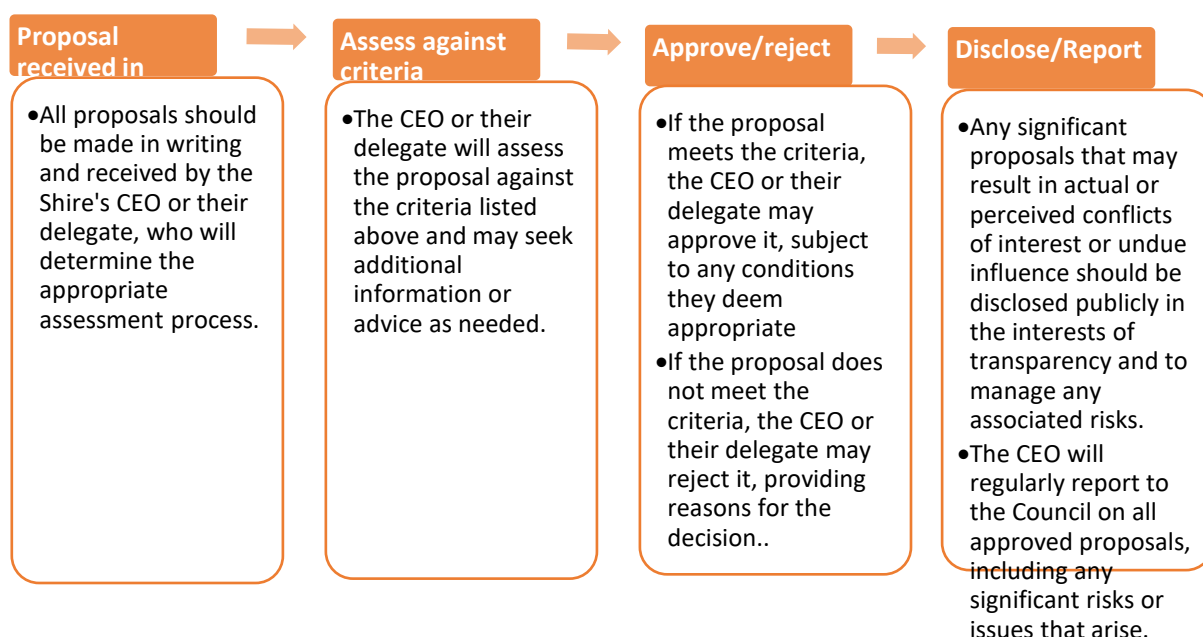 Proposal
received in
•All proposals should
be made in writing
and received by the
Shire's CEO or their
delegate, who will
determine the
appropriate
assessment process.
Assess against
criteria
•The CEO or their
delegate will assess
the proposal against
the criteria listed
above and may seek
additional
information or
advice as needed.
Approve/reject
•If the proposal
meets the criteria,
the CEO or their
delegate may
approve it, subject
to any conditions
they deem
appropriate
•If the proposal does
not meet the
criteria, the CEO or
their delegate may
reject it, providing
reasons for the
decision..
Disclose/Report
•Any significant
proposals that may
result in actual or
perceived conflicts
of interest or undue
influence should be
disclosed publicly in
the interests of
transparency and to
manage any
associated risks.
•The CEO will
regularly report to
the Council on all
approved proposals,
including any
significant risks or
issues that arise.